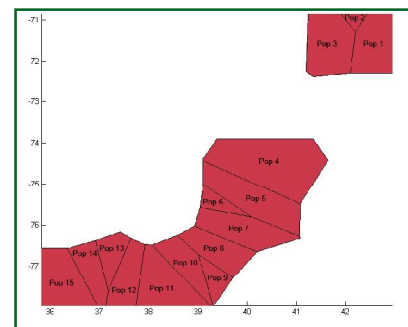 -71
Pop 2
Pop 3
Pop 1
-72
-73
-74
Pop 4
-75
Pop 5
Pop 6
-76
Pop 7
Pop 13
Pop 14
Pop 8
Pop 10
-77
Pop 9
Pop 15
Pop 12
Pop 11
36 37 38 39 40 41 42